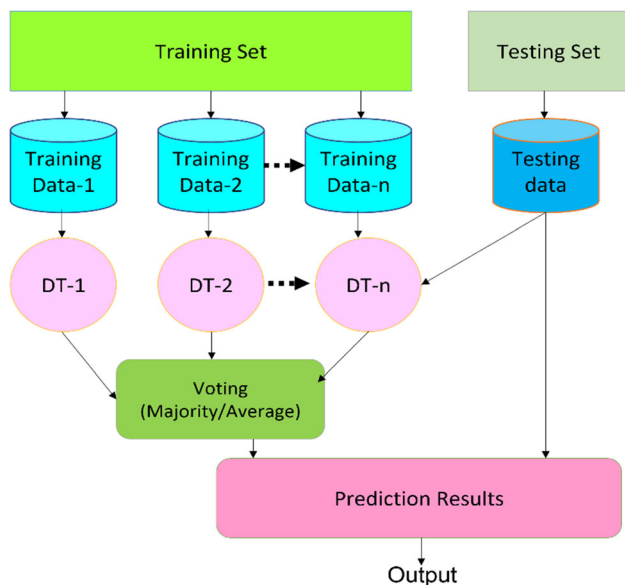 Training Set
Testing Set
Training
Data-1
Training
Data-2
Training
Data-n
Testing
data
DT-1
DT-2
DT-n
Voting
(Majority/Average)
Prediction Results
Output